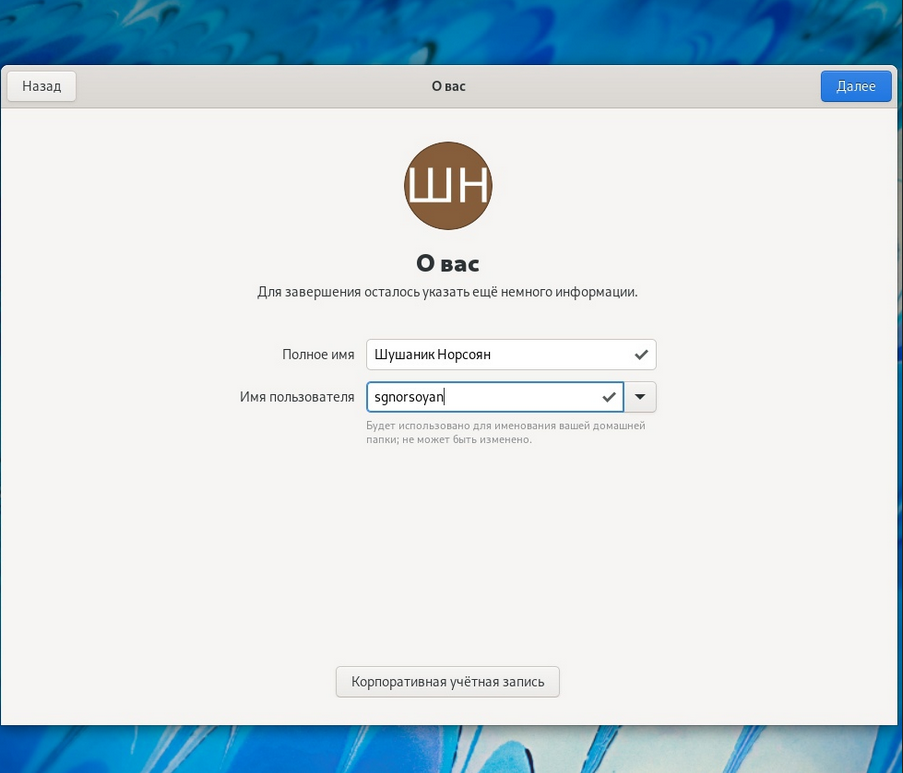 Назад
О вас
Далее
ШН
О вас
Для завершения осталось указать ещё немного информации.
Полное имя
Шушаник Норсоян
Имя пользователя
sgnorsoyan
Будет использовано для именования вашей домашней
папки; не может быть изменено.
Корпоративная учётная запись